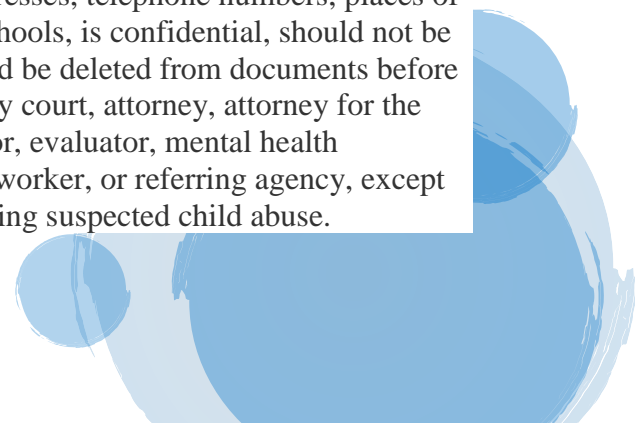 resses, telephone numbers, places of
hools, is confidential, should not be
d be deleted from documents before
y court, attorney, attorney for the
or, evaluator, mental health
worker, or referring agency, except
ing suspected child abuse.